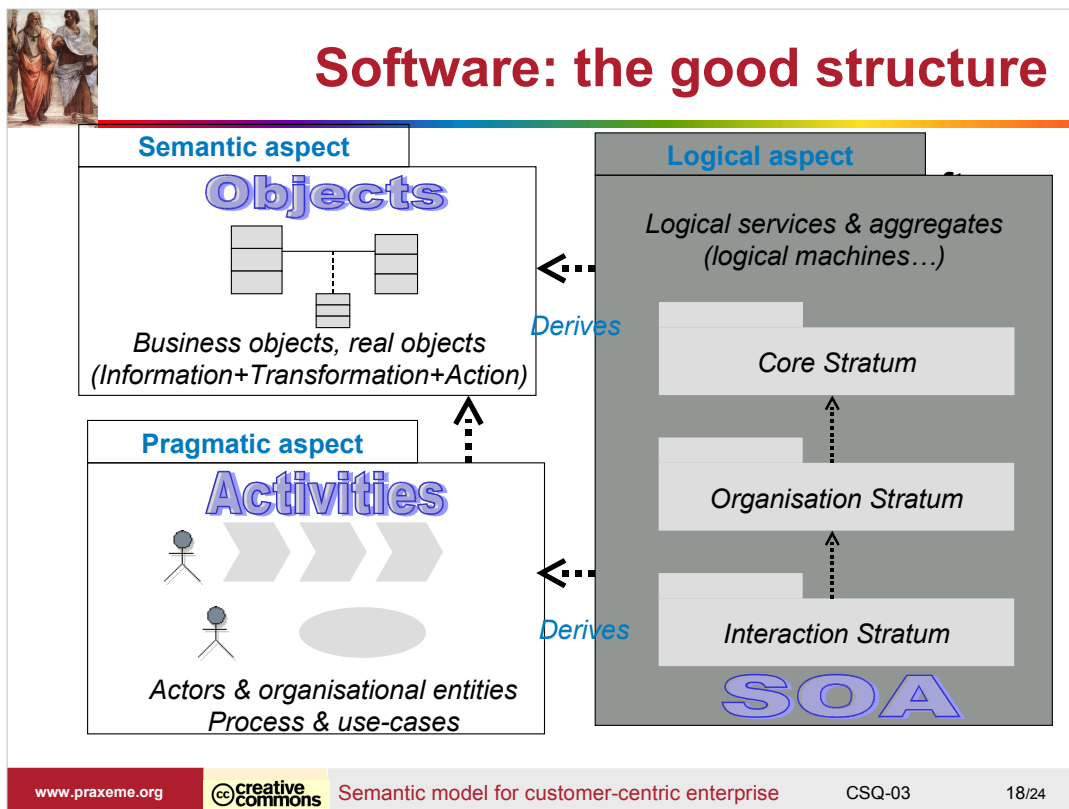 Software: the good structure
Semantic aspect
Objects
Business objects, real objects
(Information+Transformation+Action)
Derives
Pragmatic aspect
Activities
Actors & organisational entities
Process & use-cases
Derives
Logical aspect
Logical services & aggregates
(logical machines…)
Core Stratum
Organisation Stratum
Interaction Stratum
SOA
www.praxeme.org
cc creative commons
Semantic model for customer-centric enterprise
CSQ-03
18/24